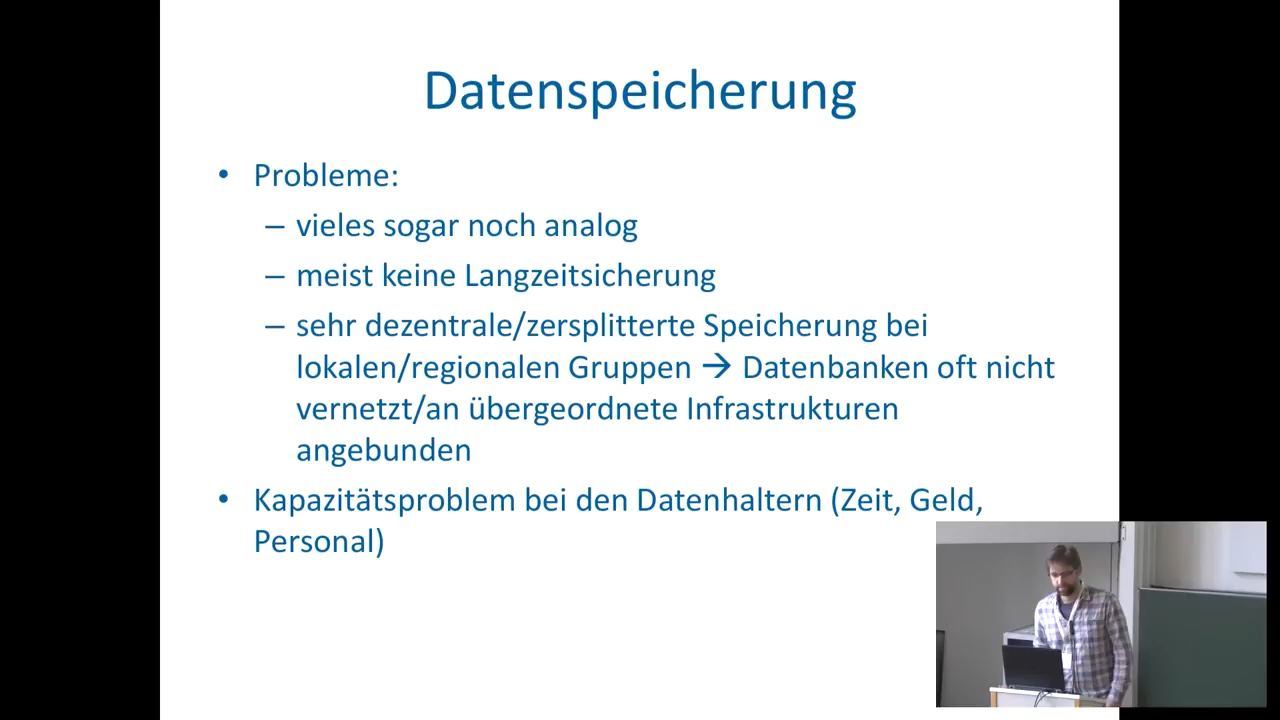 Datenspeicherung
• Probleme:
– vieles sogar noch analog
– meist keine Langzeitsicherung
– sehr dezentrale/zersplitterte Speicherung bei
lokalen/regionalen Gruppen → Datenbanken oft nicht
vernetzt/an übergeordnete Infrastrukturen
angebunden
• Kapazitätsproblem bei den Datenhaltern (Zeit, Geld,
Personal)